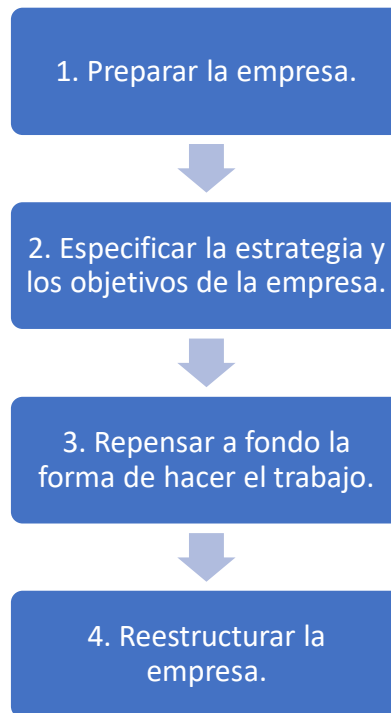 1. Preparar la empresa.
2. Especificar la estrategia y
los objetivos de la empresa.
3. Repensar a fondo la
forma de hacer el trabajo.
4. Reestructurar la
empresa.